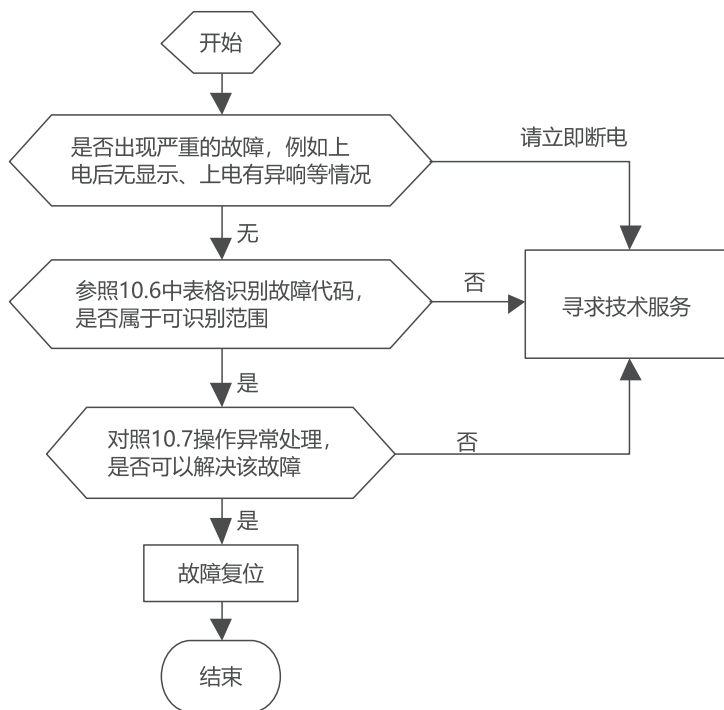 开始
是否出现严重的故障，例如上
电后无显示、上电有异响等情况
请立即断电
无
参照10.6中表格识别故障代码，
是否属于可识别范围
否
寻求技术服务
是
对照10.7操作异常处理，
是否可以解决该故障
否
是
故障复位
结束